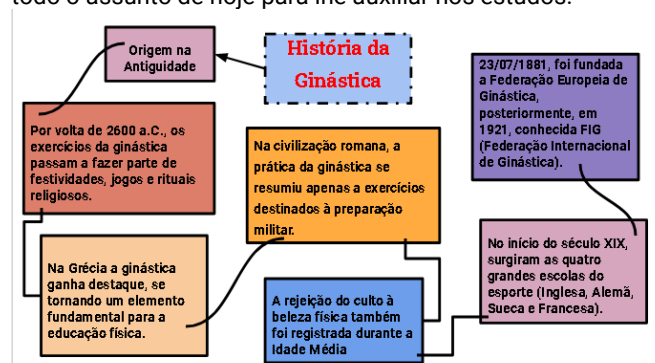 todo o assunto de hoje para lhe auxiliar nos estudos.
História da
Ginástica
Origem na
Antiguidade
Por volta de 2600 a.C., os
exercícios da ginástica
passam a fazer parte de
festividades, jogos e rituais
religiosos.
Na Grécia a ginástica
ganha destaque, se
tornando um elemento
fundamental para a
educação física.
Na civilização romana, a
prática da ginástica se
resumiu apenas a exercícios
destinados à preparação
militar.
A rejeição do culto à
beleza física também
foi registrada durante a
Idade Média
No início do século XIX,
surgiram as quatro
grandes escolas do
esporte (Inglesa, Alemã,
Sueca e Francesa).
23/07/1881, foi fundada
a Federação Europeia de
Ginástica,
posteriormente, em
1921, conhecida FIG
(Federação Internacional
de Ginástica).